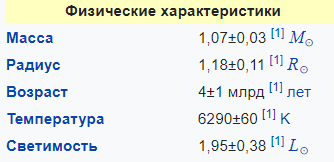 Физические характеристики
Масса 1,07±0,03 [1] M☉
Радиус 1,18±0,11 [1] R☉
Возраст 4±1 млрд [1] лет
Температура 6290±60 [1] K
Светимость 1,95±0,38 [1] L☉